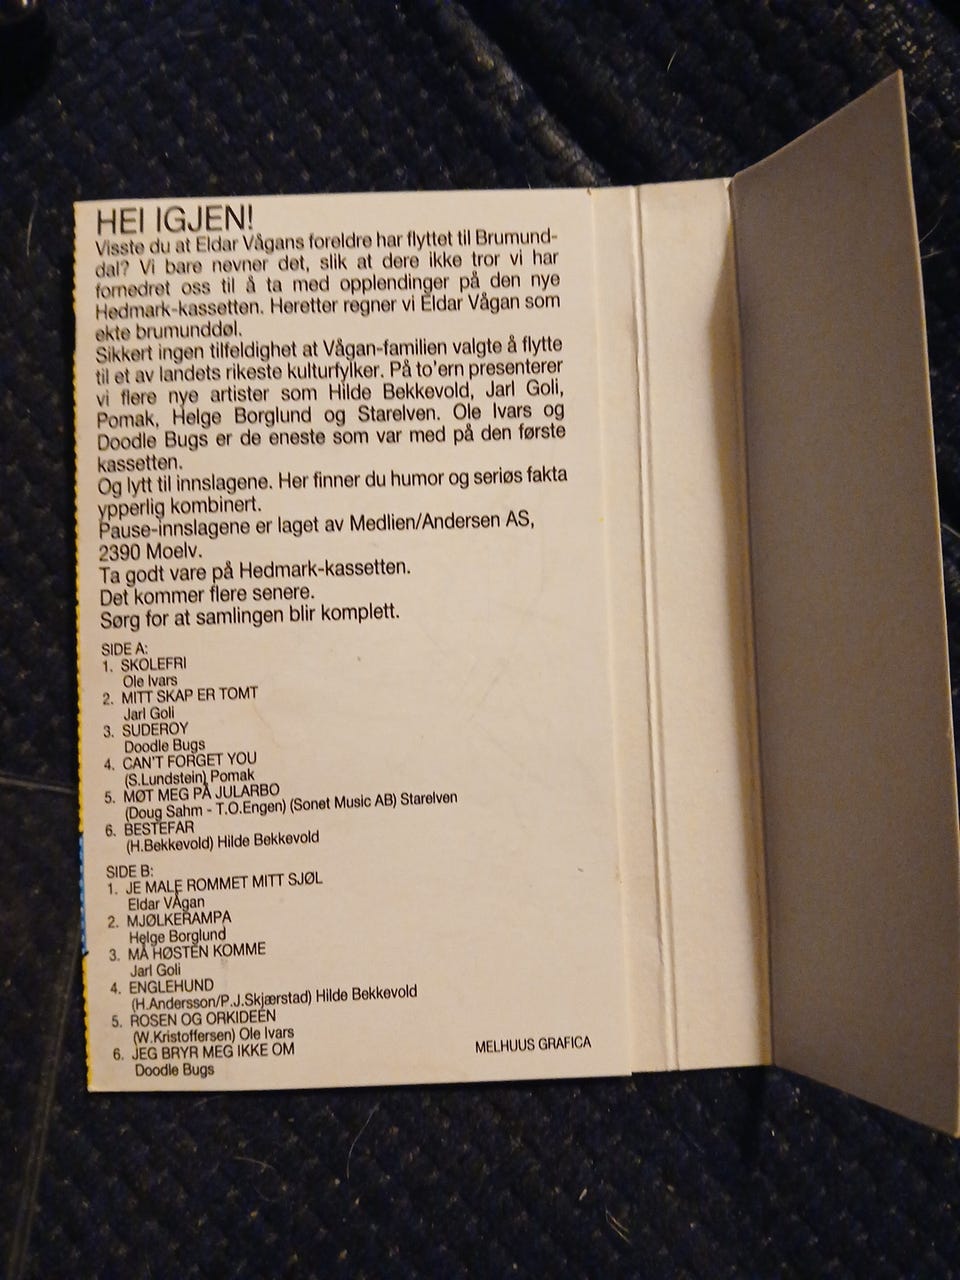 HEI IGJEN!
Visste du at Eldar Vågans foreldre har flyttet til Brumund-
dal? Vi bare nevner det, slik at dere ikke tror vi har
fornedret oss til å ta med opplendinger på den nye
Hedmark-kassetten. Heretter regner vi Eldar Vågan som
ekte brumunddøl.
Sikkert ingen tilfeldighet at Vågan-familien valgte å flytte
til et av landets rikeste kulturfylker. På to'ern presenterer
vi flere nye artister som Hilde Bekkevold, Jarl Goli,
Pomak, Helge Borglund og Starelven. Ole Ivars og
Doodle Bugs er de eneste som var med på den første
kassetten.
Og lytt til innslagene. Her finner du humor og seriøs fakta
ypperlig kombinert.
Pause-innslagene er laget av Medlien/Andersen AS,
2390 Moelv.
Ta godt vare på Hedmark-kassetten.
Det kommer flere senere.
Sørg for at samlingen blir komplett.
SIDE A:
1. SKOLEFRI
Ole Ivars
2. MITT SKAP ER TOMT
Jarl Goli
3. SUDEROY
Doodle Bugs
4. CAN'T FORGET YOU
(S.Lundstein) Pomak
5. MØT MEG PÅ JULARBO
(Doug Sahm - T.O.Engen) (Sonet Music AB) Starelven
6. BESTEFAR
(H.Bekkevold) Hilde Bekkevold
SIDE B:
1. JE MALE ROMMET MITT SJØL
Eldar VÅgan
2. MJØLKERAMPA
Helge Borglund
3. MÅ HØSTEN KOMME
Jarl Goli
4. ENGLEHUND
(H.Andersson/P.J.Skjærstad) Hilde Bekkevold
5. ROSEN OG ORKIDEÉN
(W.Kristoffersen) Ole Ivars
6. JEG BRYR MEG IKKE OM
Doodle Bugs
MELHUUS GRAFICA